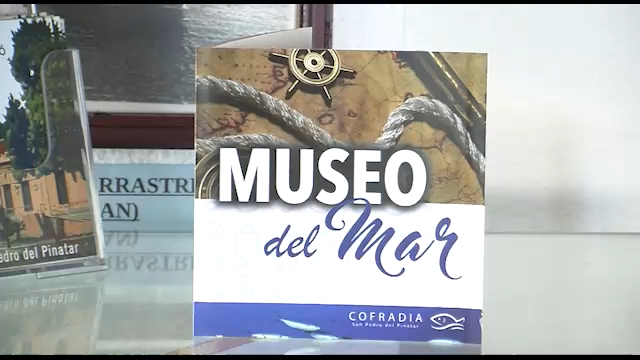 MUSEO
del Mar
COFRADIA
San Pedro del Pinatar
RRASTRE
AN)
edro del Pinatar